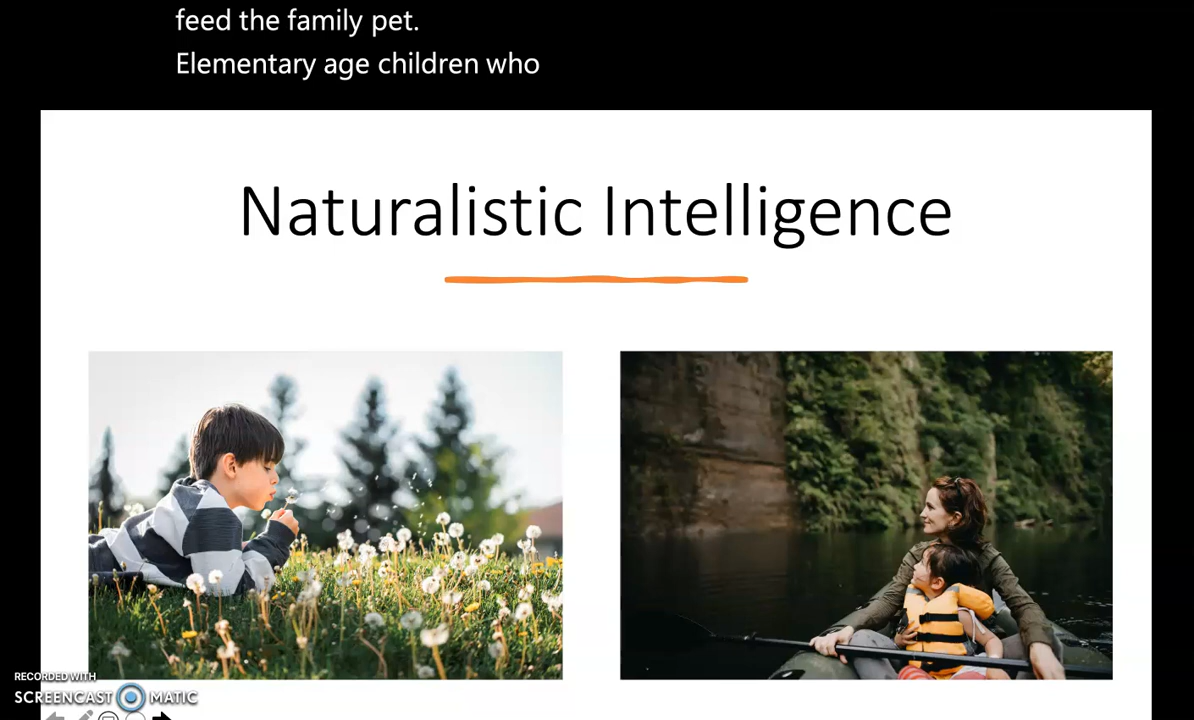 feed the family pet.
Elementary age children who
Naturalistic Intelligence
RECORDED WITH
SCREENCAST MATIC